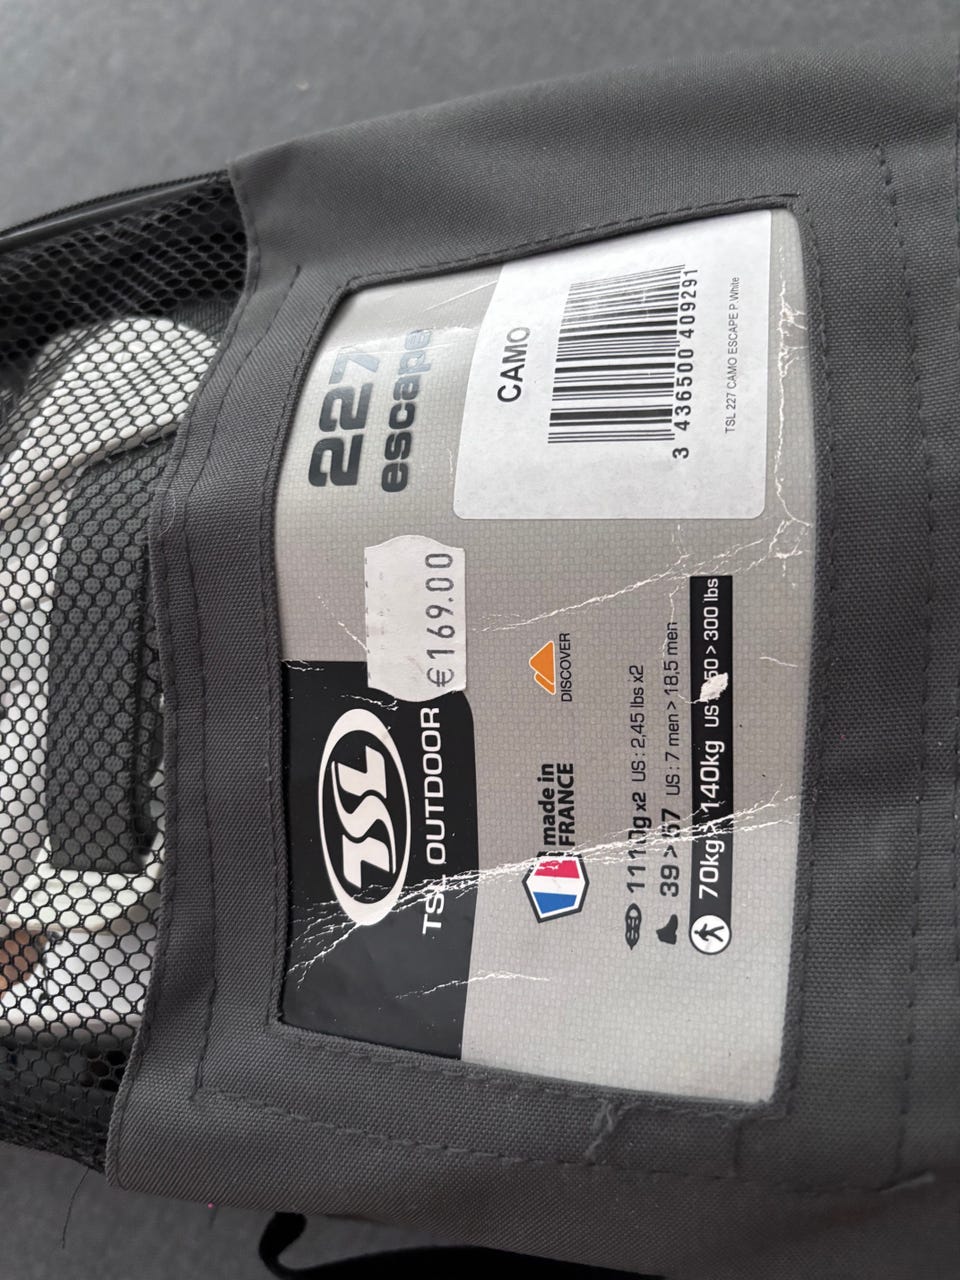 227
escape
CAMO
3 436500 409291
TSL 227 CAMO ESCAPE P.White
€169.00
TSL
TSL OUTDOOR
DISCOVER
made in
FRANCE
x2 US : 2,45 lbs x2
39 > US : 7 men > 18,5 men
70kg > 140kg US > 300 lbs